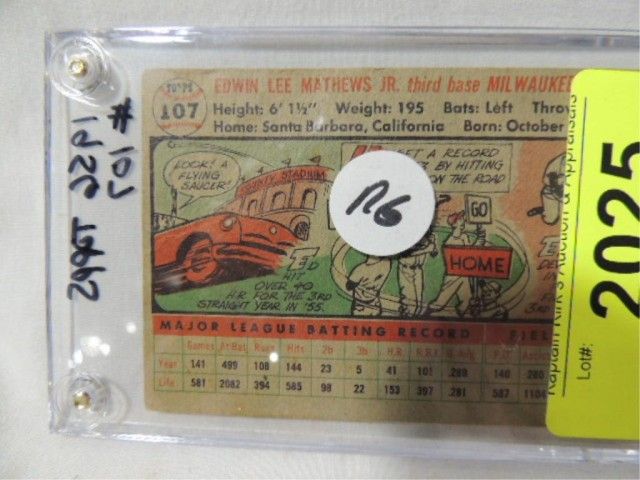 TOPPS
107
EDWIN LEE MATHEWS JR. third base MILWAUKEE
Height: 6' 1½" Weight: 195 Bats: Left Throw
Home: Santa Barbara, California Born: October
LOOK! A
FLYING
SAUCER!
COUNTY STADIUM
ED
HIT
OVER 40
H.R. FOR THE 3RD
STRAIGHT YEAR IN '55.
SET A RECORD
BY HITTING
ON THE ROAD
GO
HOME
RG
MAJOR LEAGUE BATTING RECORD FIEL
Games At Bat Runs Hits 2b 3b H.R. R.B.I. B. Avg. P.O.
Year 141 499 108 144 23 5 41 101 .289 140 280
Life 581 2082 394 585 98 22 153 397 .281 587 1104
1956
#107
Kaptain Kirk's Auction & Appraisals
Lot#:
2025